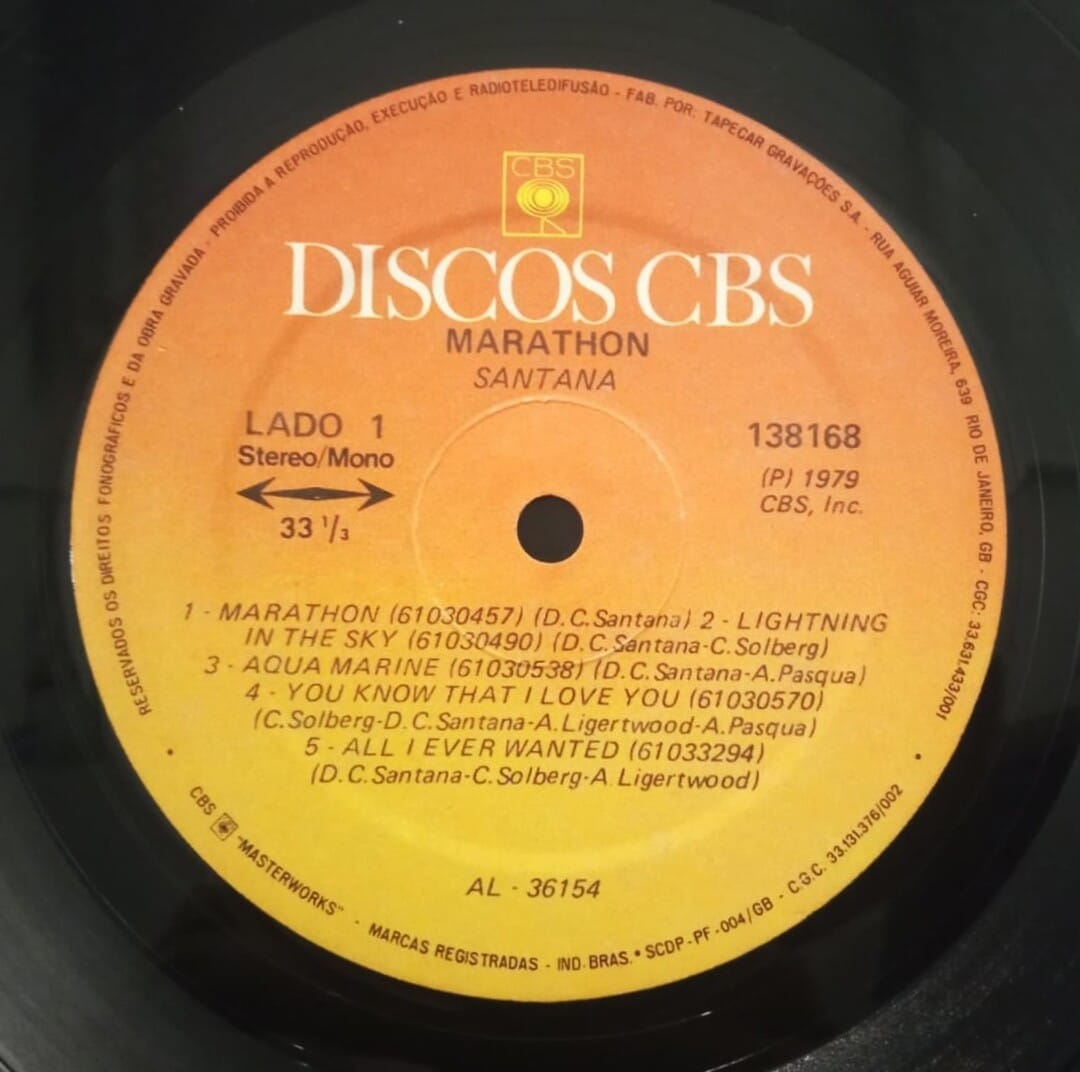 RESERVADOS OS DIREITOS FONOGRÁFICOS E DA OBRA GRAVADA - PROIBIDA A REPRODUÇÃO, EXECUÇÃO E RADIOTELEDIFUSÃO - FAB. POR: TAPECAR GRAVAÇÕES S.A. - RUA AGUIAR MOREIRA, 639 RIO DE JANEIRO, GB - CGC: 33.631.433/001
CBS
DISCOS CBS
MARATHON
SANTANA
LADO 1
Stereo/Mono
33 1/3
138168
(P) 1979
CBS, Inc.
1 - MARATHON (61030457) (D.C.Santana) 2 - LIGHTNING
IN THE SKY (61030490) (D.C.Santana-C.Solberg)
3 - AQUA MARINE (61030538) (D.C.Santana-A.Pasqua)
4 - YOU KNOW THAT I LOVE YOU (61030570)
(C.Solberg-D.C.Santana-A.Ligertwood-A.Pasqua)
5 - ALL I EVER WANTED (61033294)
(D.C.Santana-C.Solberg-A.Ligertwood)
AL - 36154
CBS "MASTERWORKS" - MARCAS REGISTRADAS - IND. BRAS. • SCDP - PF - 004/GB - C.G.C. 33.131.376/002